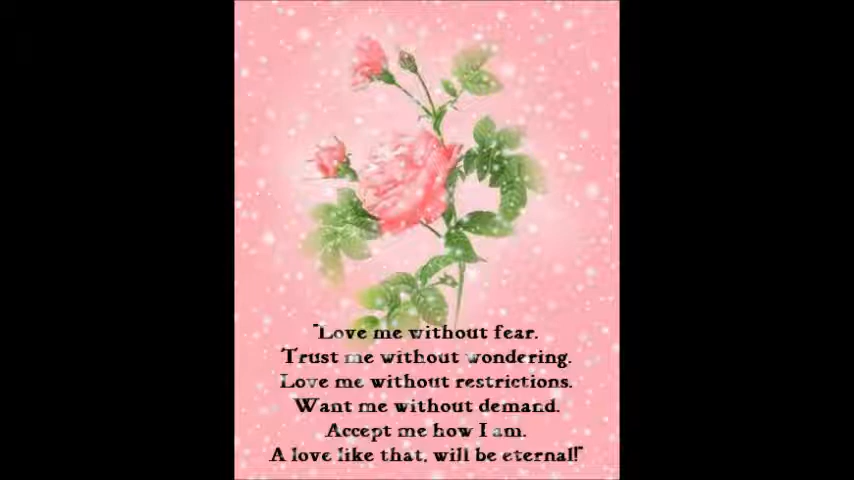 "Love me without fear.
Trust me without wondering.
Love me without restrictions.
Want me without demand.
Accept me how I am.
A love like that, will be eternal!"